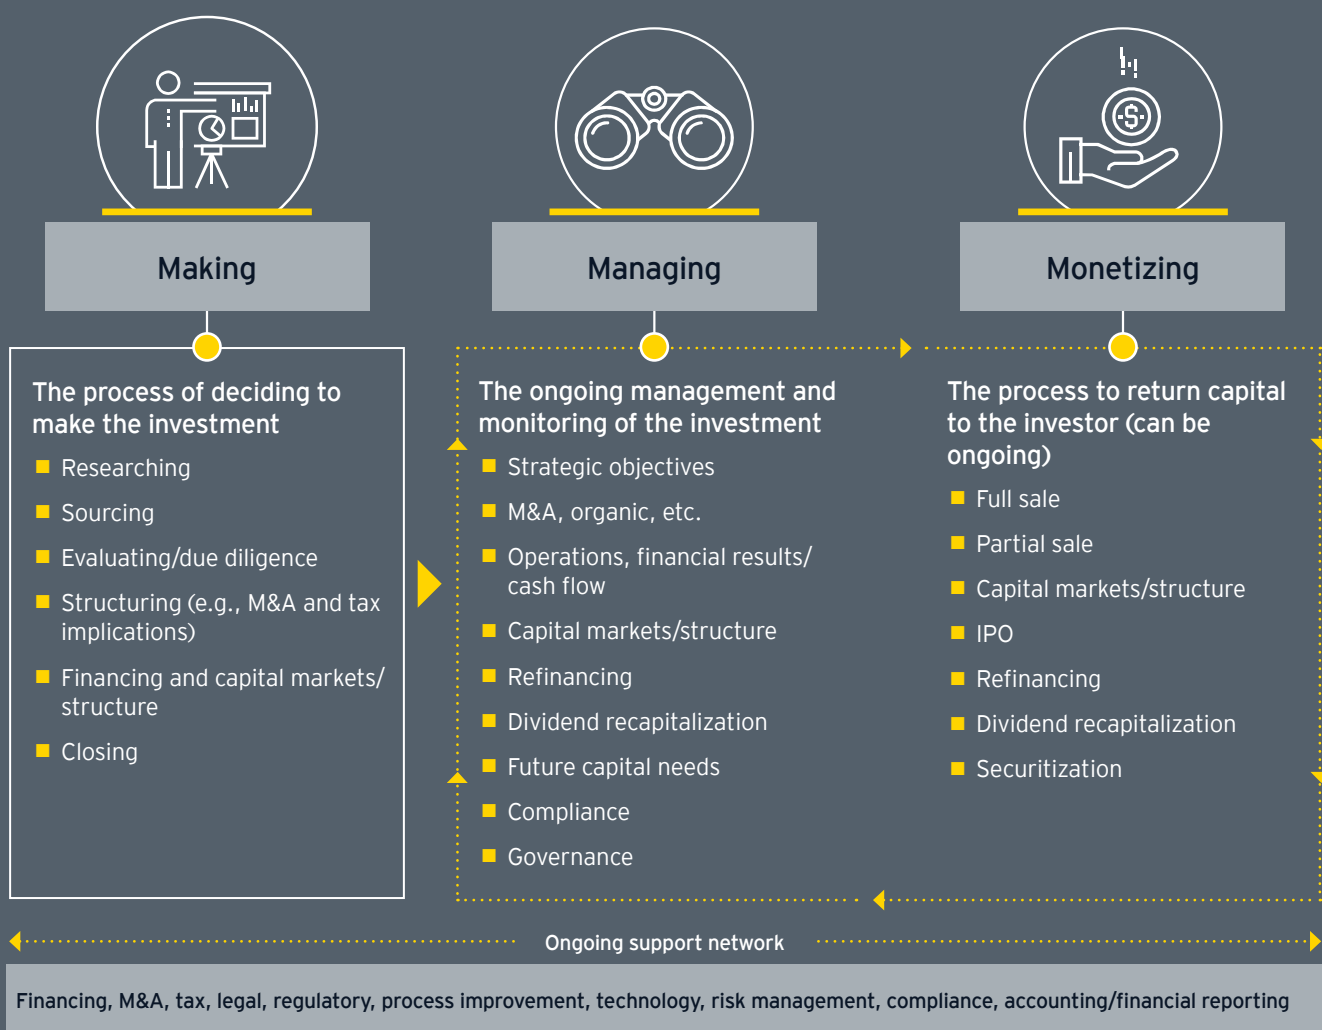 Making
The process of deciding to
make the investment
Researching
Sourcing
Evaluating/due diligence
Structuring (e.g., M&A and tax
implications)
Financing and capital markets/
structure
Closing
Managing
The ongoing management and
monitoring of the investment
Strategic objectives
M&A, organic, etc.
Operations, financial results/
cash flow
Capital markets/structure
Refinancing
Dividend recapitalization
Future capital needs
Compliance
Governance
Monetizing
$
The process to return capital
to the investor (can be
ongoing)
Full sale
Partial sale
Capital markets/structure
IPO
Refinancing
Dividend recapitalization
Securitization
Ongoing support network
Financing, M&A, tax, legal, regulatory, process improvement, technology, risk management, compliance, accounting/financial reporting